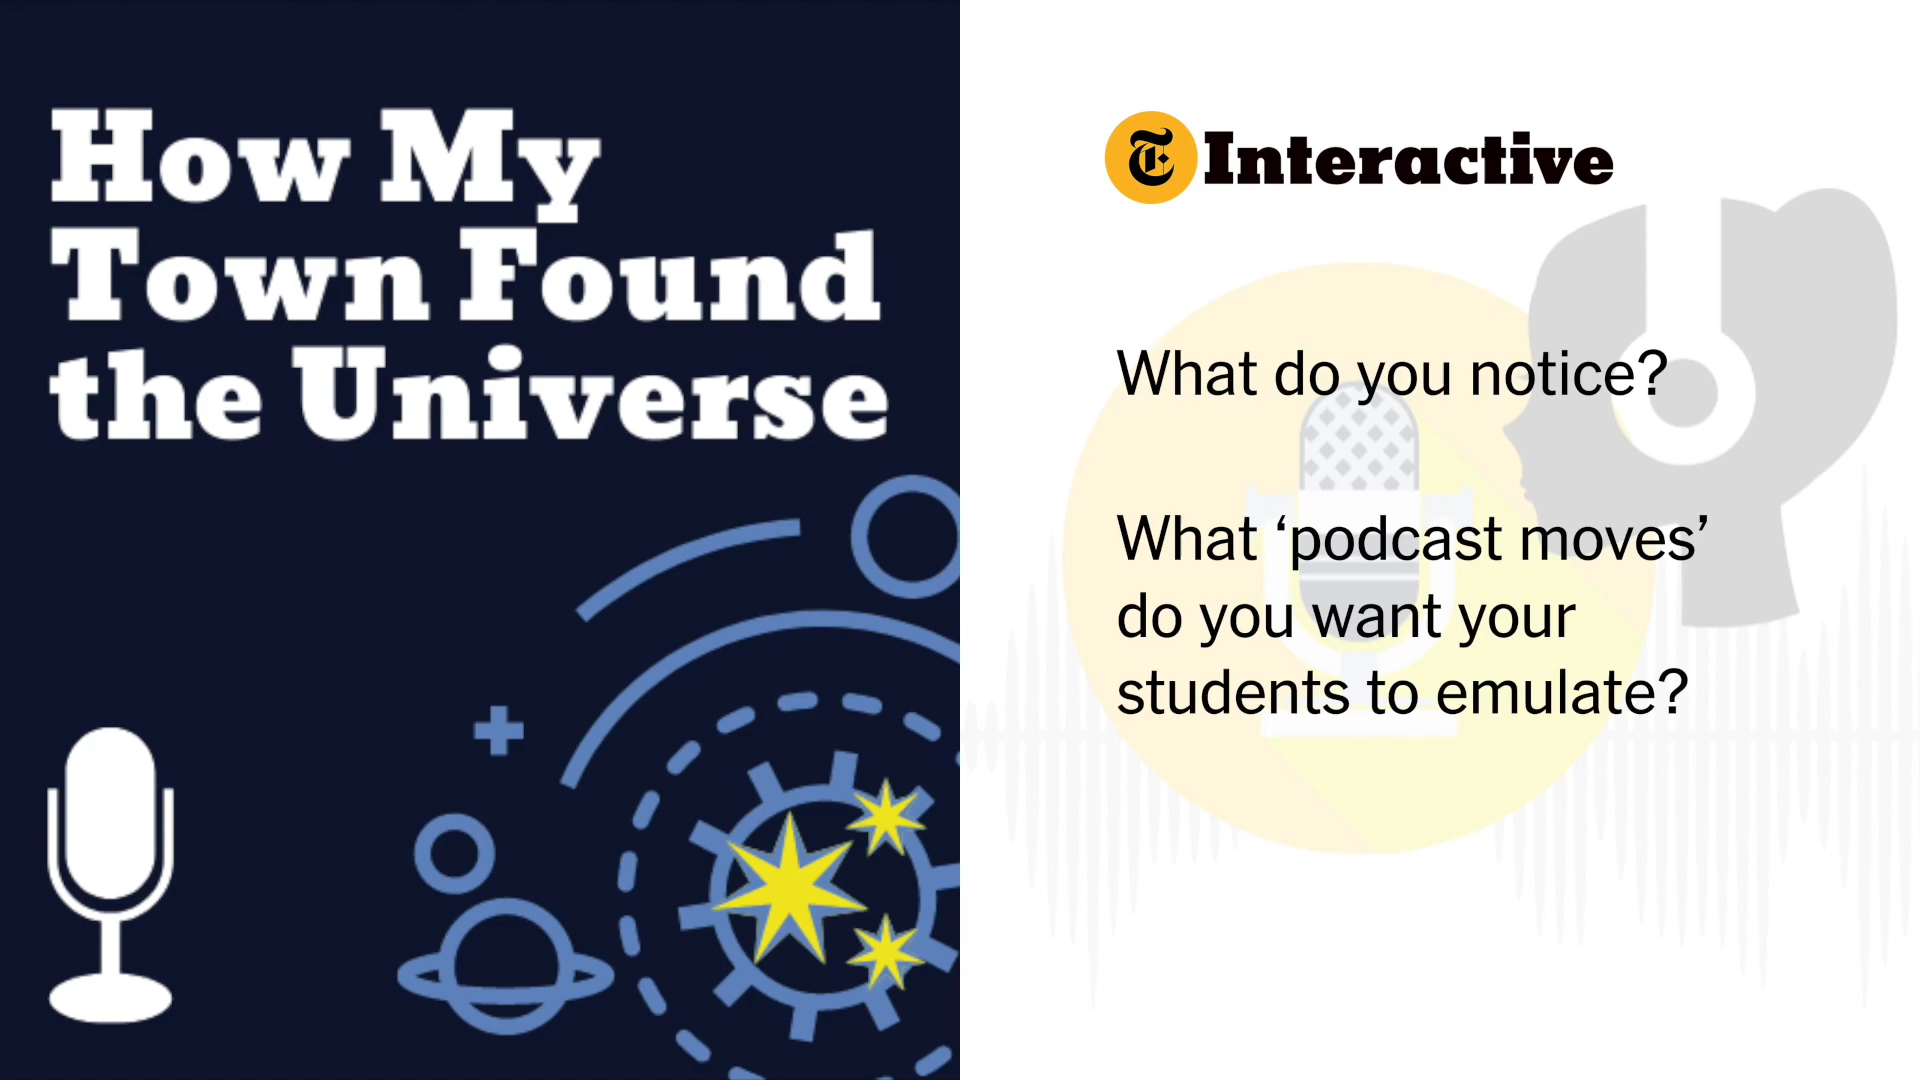 How My
Town Found
the Universe
T Interactive
What do you notice?
What ‘podcast moves’
do you want your
students to emulate?